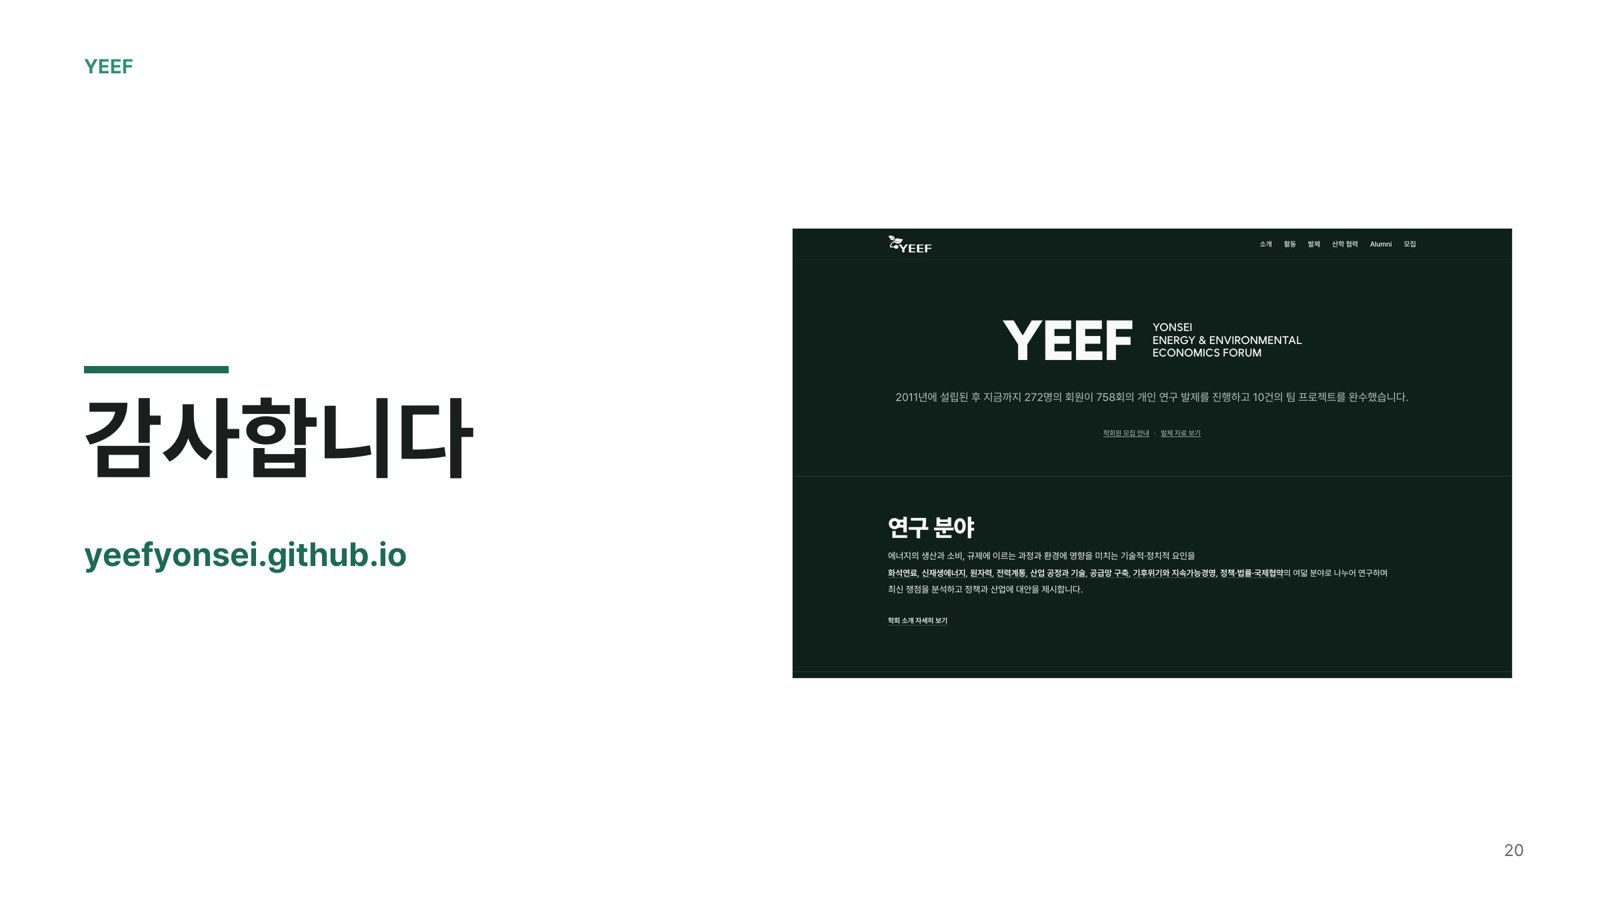 YEEF
감사합니다
yeefyonsei.github.io
YEEF
소개 활동 발제 산학 협력 Alumni 모집
YEEF
YONSEI
ENERGY & ENVIRONMENTAL
ECONOMICS FORUM
2011년에 설립된 후 지금까지 272명의 회원이 758회의 개인 연구 발제를 진행하고 10건의 팀 프로젝트를 완수했습니다.
학회원 모집 안내 · 발제 자료 보기
연구 분야
에너지의 생산과 소비, 규제에 이르는 과정과 환경에 영향을 미치는 기술적·정치적 요인을
화석연료, 신재생에너지, 원자력, 전력계통, 산업 공정과 기술, 공급망 구축, 기후위기와 지속가능경영, 정책·법률·국제협약의 여덟 분야로 나누어 연구하며
최신 쟁점을 분석하고 정책과 산업에 대안을 제시합니다.
학회 소개 자세히 보기
20